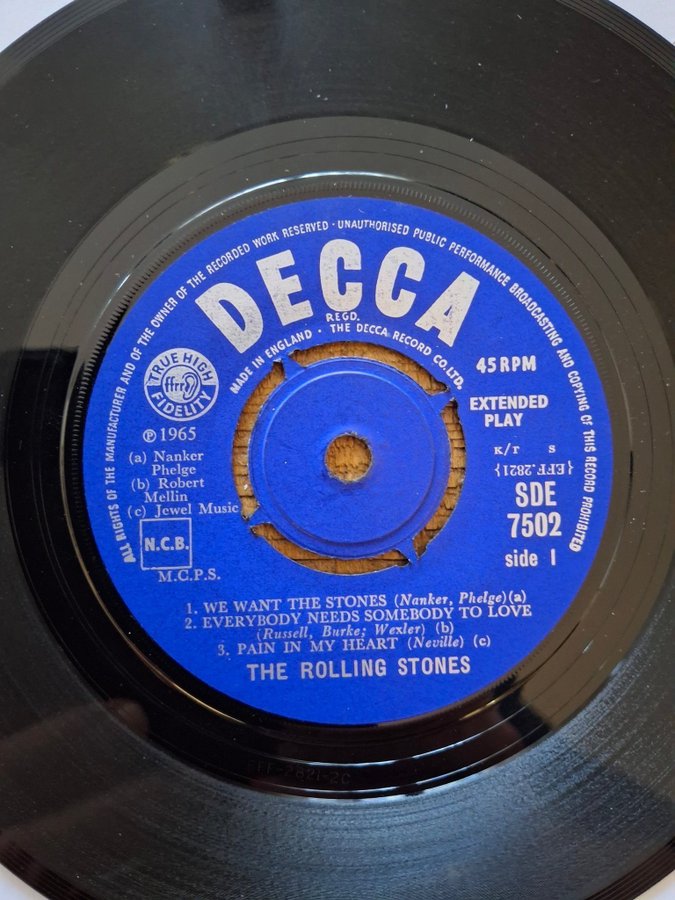 ALL RIGHTS OF THE MANUFACTURER AND OF THE OWNER OF THE RECORDED WORK RESERVED · UNAUTHORISED PUBLIC PERFORMANCE BROADCASTING AND COPYING OF THIS RECORD PROHIBITED
DECCA
REGD.
MADE IN ENGLAND · THE DECCA RECORD CO. LTD.
TRUE HIGH
ffrr
FIDELITY
45 RPM
EXTENDED
PLAY
K/T S
{EFF.2821}
SDE
7502
side 1
℗ 1965
(a) Nanker
Phelge
(b) Robert
Mellin
(c) Jewel Music
N.C.B.
M.C.P.S.
1. WE WANT THE STONES (Nanker, Phelge)(a)
2. EVERYBODY NEEDS SOMEBODY TO LOVE
(Russell, Burke; Wexler) (b)
3. PAIN IN MY HEART (Neville) (c)
THE ROLLING STONES
EFF-2821-2C